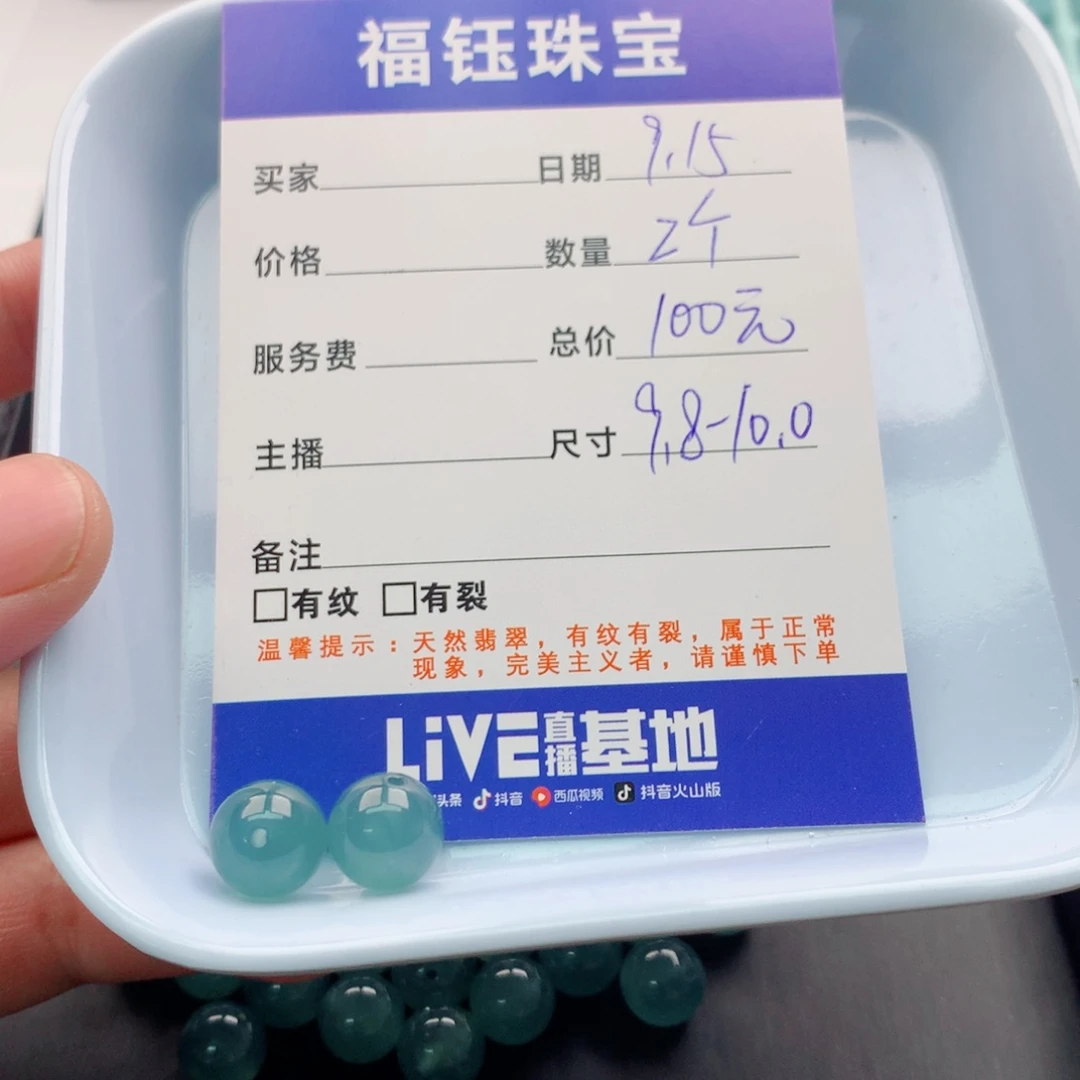 福钰珠宝
买家 日期 9.15
价格 数量 2个
服务费 总价 100元
主播 尺寸 9.8-10.0
备注
□有纹 □有裂
温馨提示：天然翡翠，有纹有裂，属于正常
现象，完美主义者，请谨慎下单
LiVE直播基地
头条 抖音 西瓜视频 抖音火山版